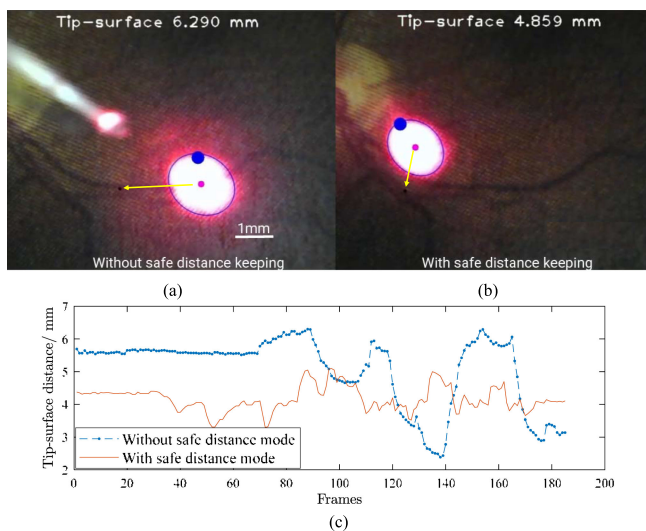 Tip-surface 6.290 mm
1mm
Without safe distance keeping
(a)
Tip-surface 4.859 mm
With safe distance keeping
(b)
Tip-surface distance/ mm
7
6
5
4
3
2
Without safe distance mode
With safe distance mode
0 20 40 60 80 100 120 140 160 180 200
Frames
(c)